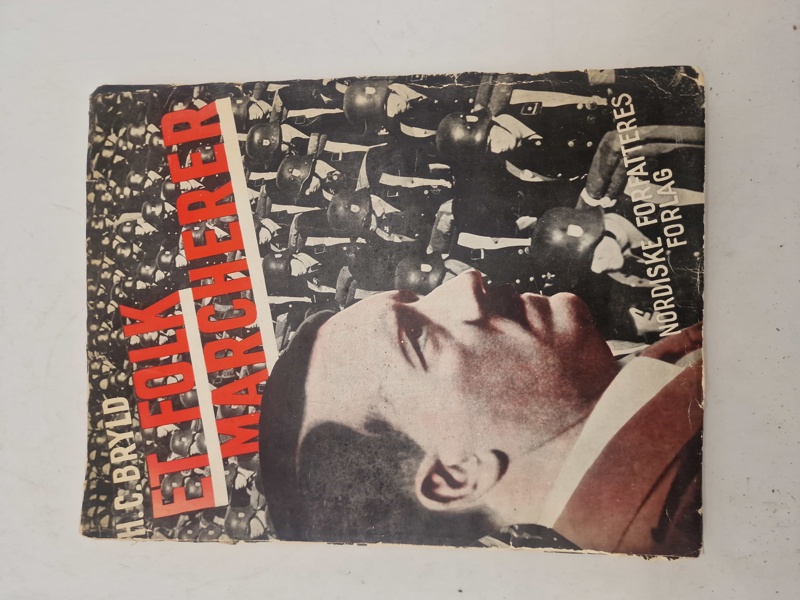 H.C. BRYLD
ET FOLK
MARCHERER
NORDISKE FORFATTERES
FORLAG